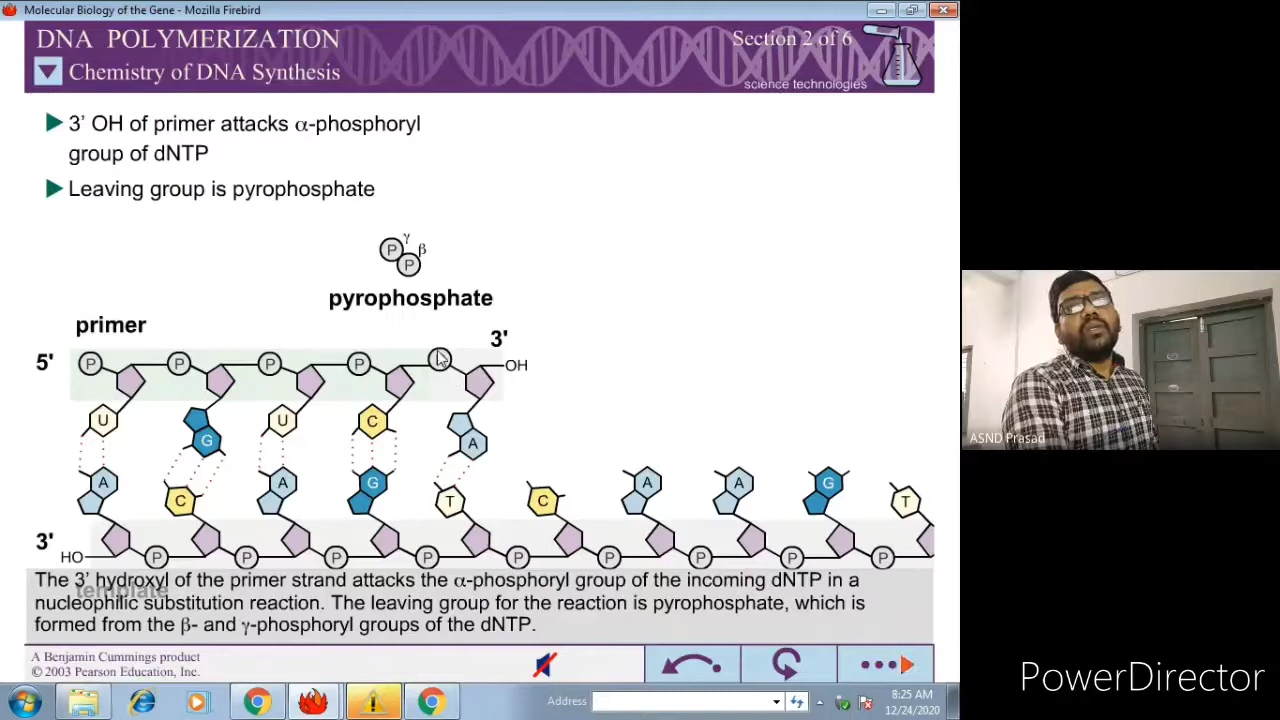 Molecular Biology of the Gene - Mozilla Firebird
DNA POLYMERIZATION
Section 2 of 6
Chemistry of DNA Synthesis
science technologies
3’ OH of primer attacks α-phosphoryl
group of dNTP
Leaving group is pyrophosphate
γ
P β
P
pyrophosphate
primer
3'
5'
P P P P OH
U G U C A
A C A G T C A A G T
3'
HO P P P P P P P P P
template
The 3’ hydroxyl of the primer strand attacks the α-phosphoryl group of the incoming dNTP in a
nucleophilic substitution reaction. The leaving group for the reaction is pyrophosphate, which is
formed from the β- and γ-phosphoryl groups of the dNTP.
A Benjamin Cummings product
© 2003 Pearson Education, Inc.
Address
8:25 AM
12/24/2020
ASND Prasad
PowerDirector